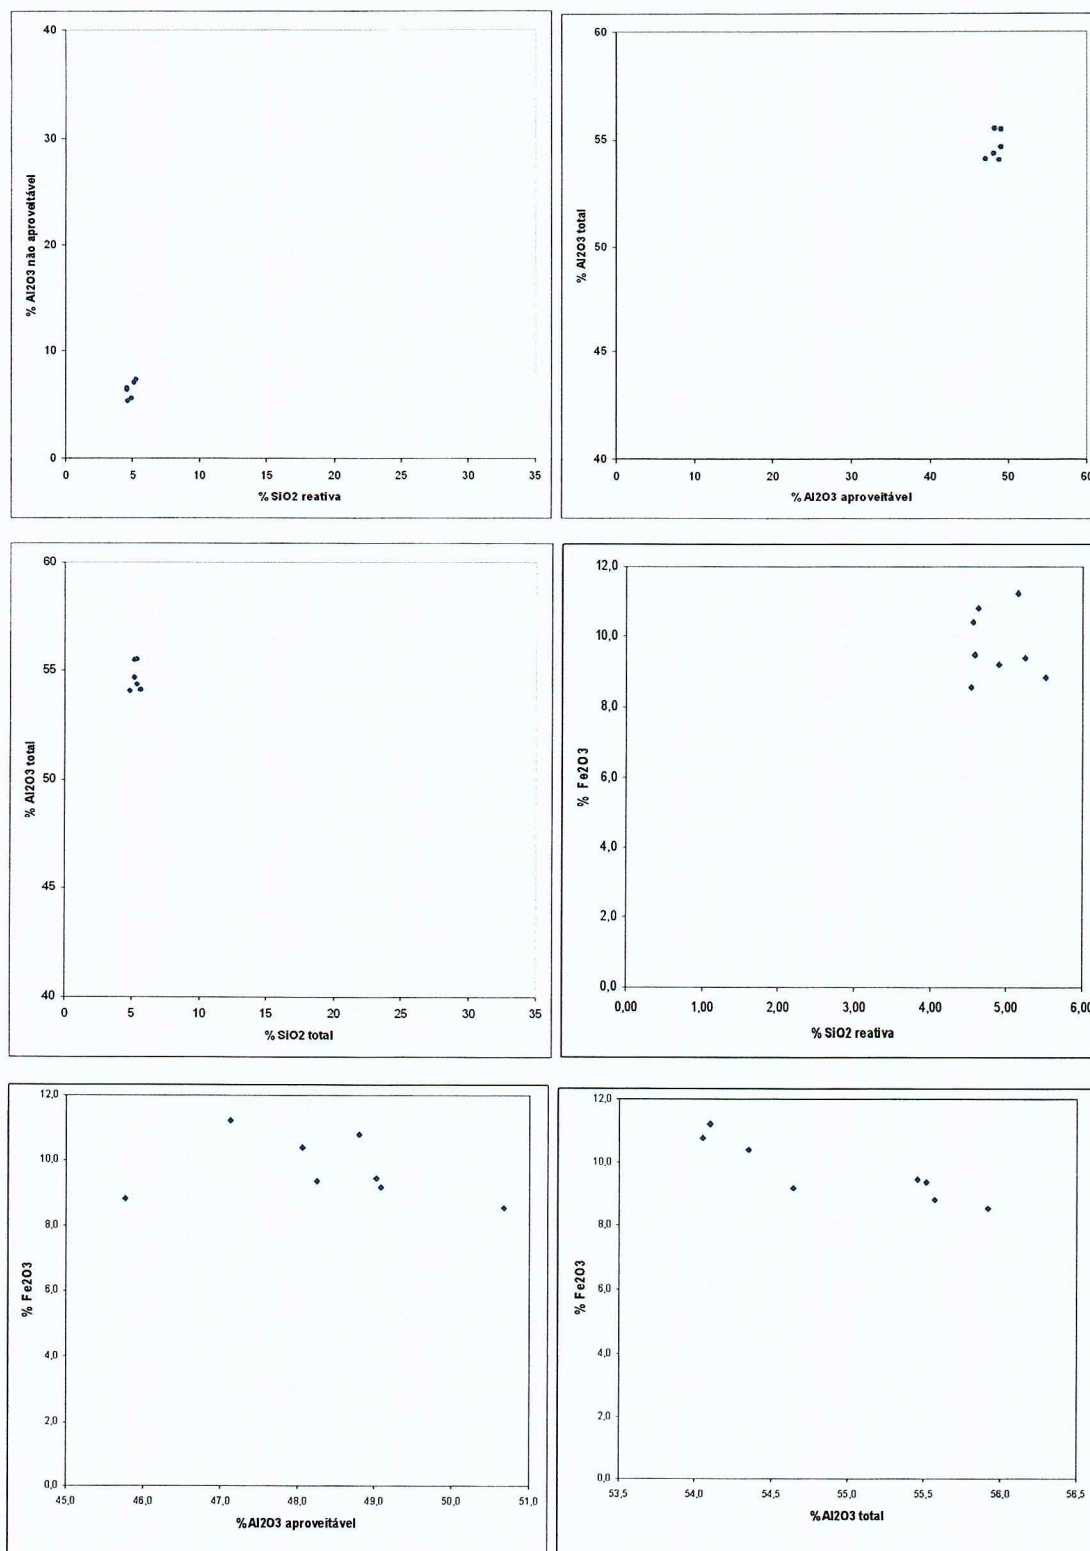 40
30
20
10
0
% Al2O3 não aproveitável
0 5 10 15 20 25 30 35
% SiO2 reativa
60
55
50
45
40
% Al2O3 total
0 10 20 30 40 50 60
% Al2O3 aproveitável
60
55
50
45
40
% Al2O3 total
0 5 10 15 20 25 30 35
% SiO2 total
12,0
10,0
8,0
6,0
4,0
2,0
0,0
% Fe2O3
0,00 1,00 2,00 3,00 4,00 5,00 6,00
% SiO2 reativa
12,0
10,0
8,0
6,0
4,0
2,0
0,0
% Fe2O3
45,0 46,0 47,0 48,0 49,0 50,0 51,0
%Al2O3 aproveitável
12,0
10,0
8,0
6,0
4,0
2,0
0,0
% Fe2O3
53,5 54,0 54,5 55,0 55,5 56,0 56,5
%Al2O3 total